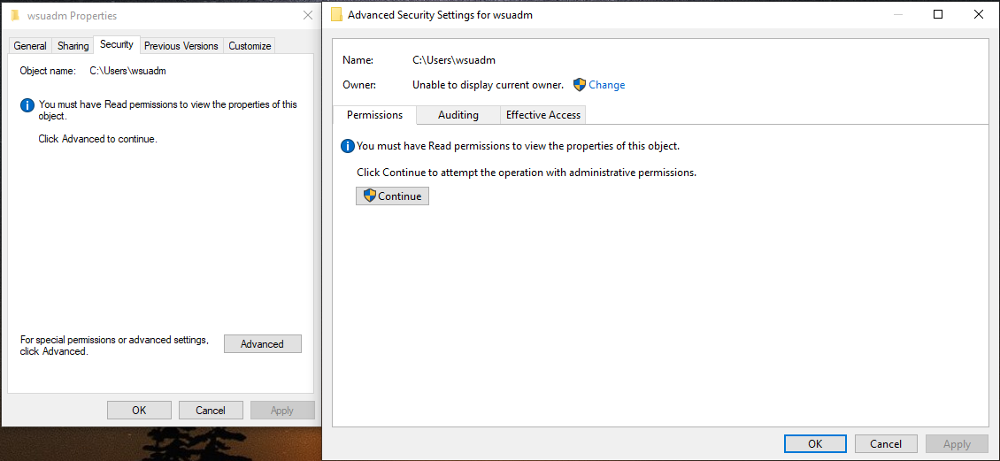 wsuadm Properties
General
Sharing
Security
Previous Versions
Customize
Object name:
C:\Users\wsuadm
You must have Read permissions to view the properties of this
object.
Click Advanced to continue.
For special permissions or advanced settings,
click Advanced.
Advanced
OK
Cancel
Apply
Advanced Security Settings for wsuadm
Name:
C:\Users\wsuadm
Owner:
Unable to display current owner.
Change
Permissions
Auditing
Effective Access
You must have Read permissions to view the properties of this object.
Click Continue to attempt the operation with administrative permissions.
Continue
OK
Cancel
Apply